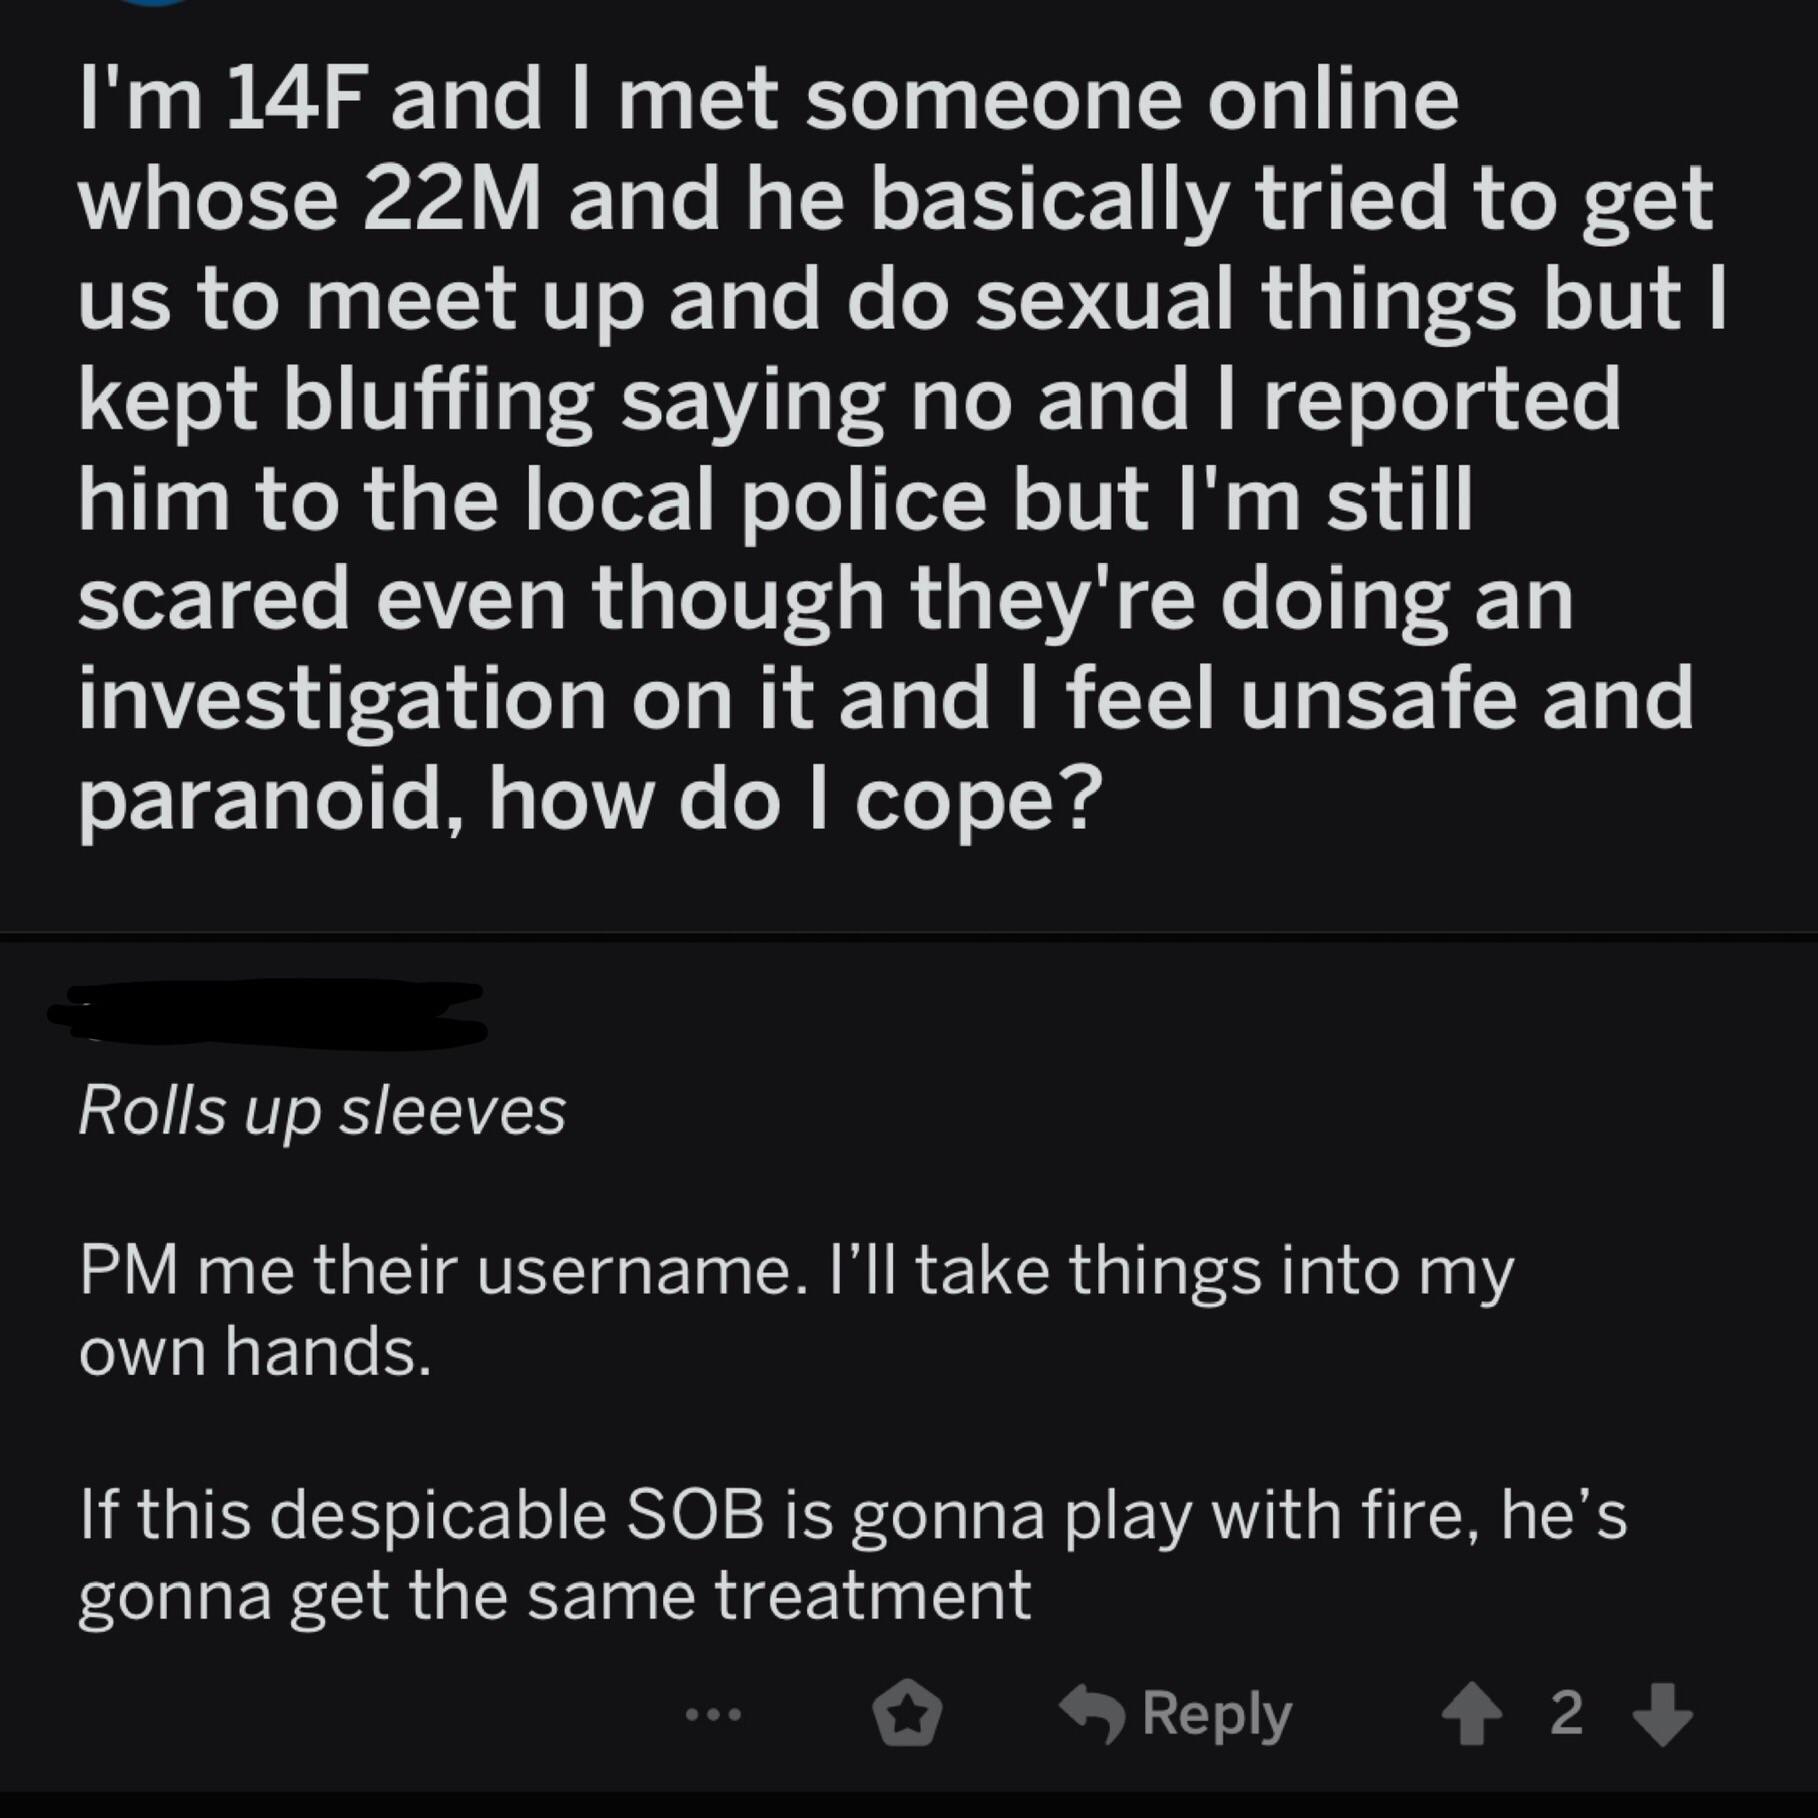 I'm 14F and I met someone online
whose 22M and he basically tried to get
us to meet up and do sexual things but I
kept bluffing saying no and I reported
him to the local police but I'm still
scared even though they're doing an
investigation on it and I feel unsafe and
paranoid, how do I cope?
Rolls up sleeves
PM me their username. I’ll take things into my
own hands.
If this despicable SOB is gonna play with fire, he’s
gonna get the same treatment
Reply 2